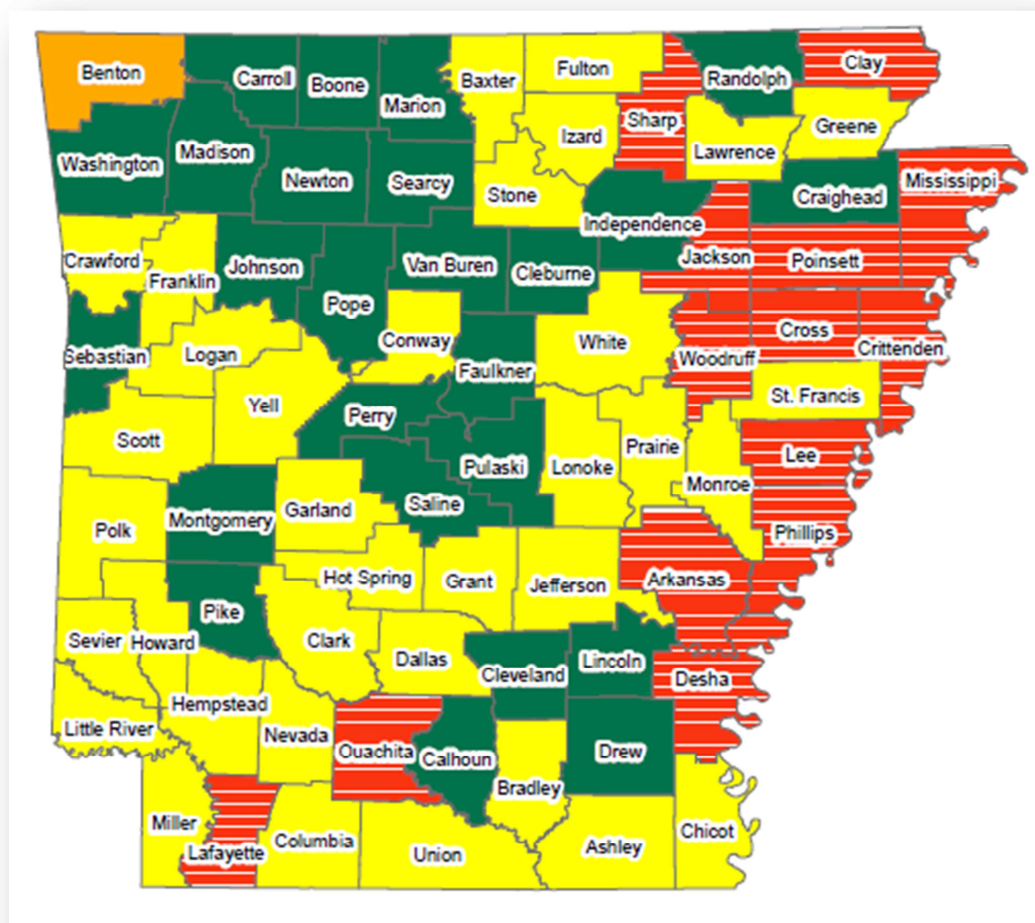 Benton
Carroll
Boone
Marion
Baxter
Fulton
Sharp
Randolph
Clay
Greene
Izard
Lawrence
Washington
Madison
Newton
Searcy
Stone
Independence
Craighead
Mississippi
Crawford
Franklin
Johnson
Pope
Van Buren
Cleburne
Jackson
Poinsett
Sebastian
Logan
Conway
Faulkner
White
Woodruff
Cross
Crittenden
Scott
Yell
Perry
Pulaski
Saline
Lonoke
Prairie
Monroe
St. Francis
Lee
Phillips
Polk
Montgomery
Garland
Hot Spring
Grant
Jefferson
Arkansas
Sevier
Howard
Pike
Clark
Dallas
Cleveland
Lincoln
Desha
Little River
Hempstead
Nevada
Ouachita
Calhoun
Bradley
Drew
Miller
Lafayette
Columbia
Union
Ashley
Chicot